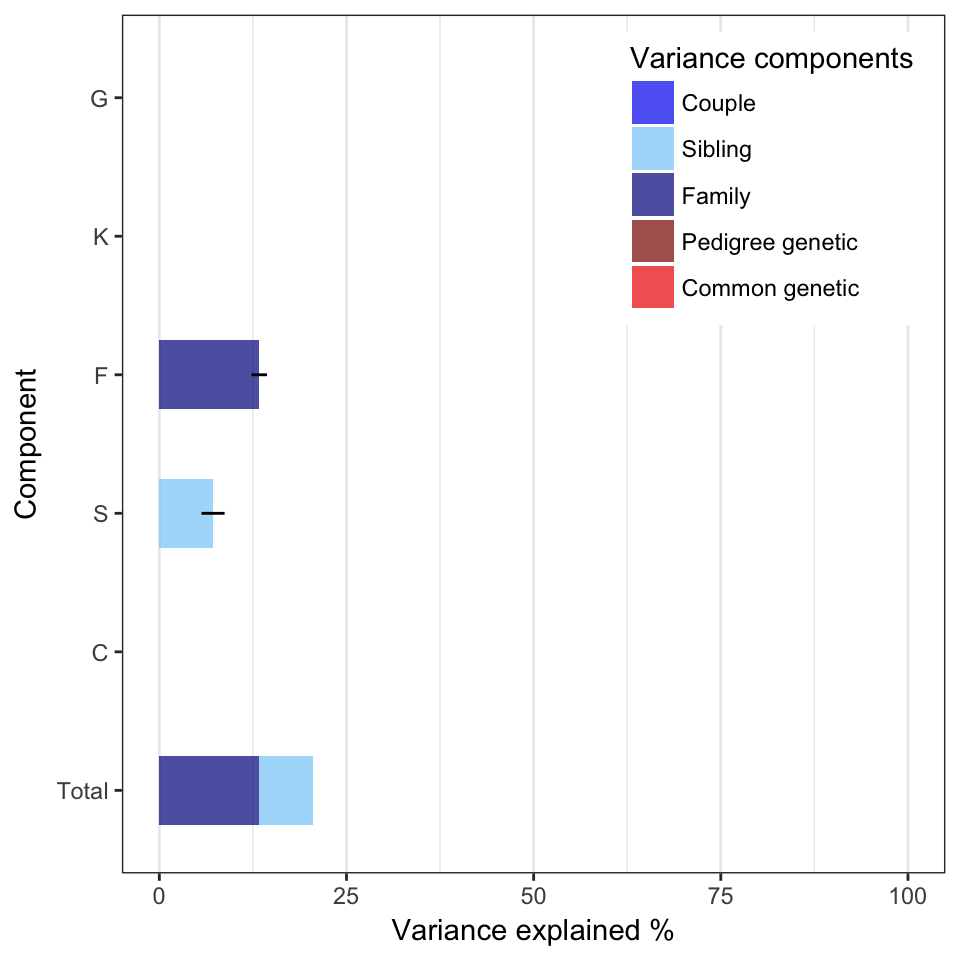 Variance components
Couple
Sibling
Family
Pedigree genetic
Common genetic
Component
G
K
F
S
C
Total
0 25 50 75 100
Variance explained %